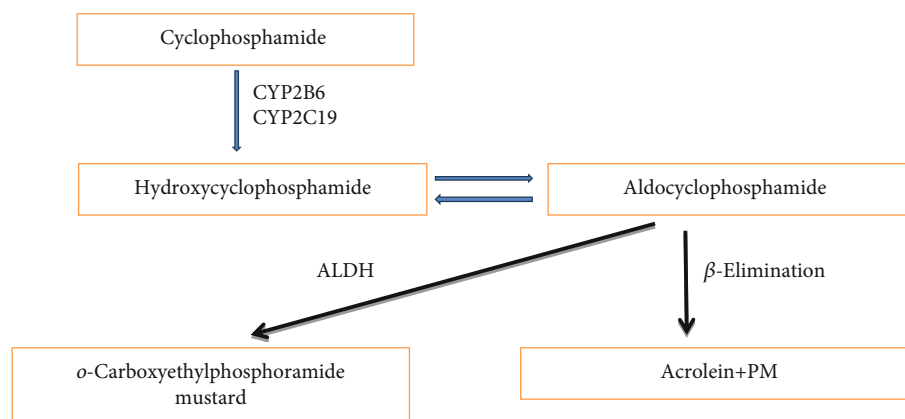 Cyclophosphamide
CYP2B6
CYP2C19
Hydroxycyclophosphamide
Aldocyclophosphamide
ALDH
β-Elimination
o-Carboxyethylphosphoramide
mustard
Acrolein+PM